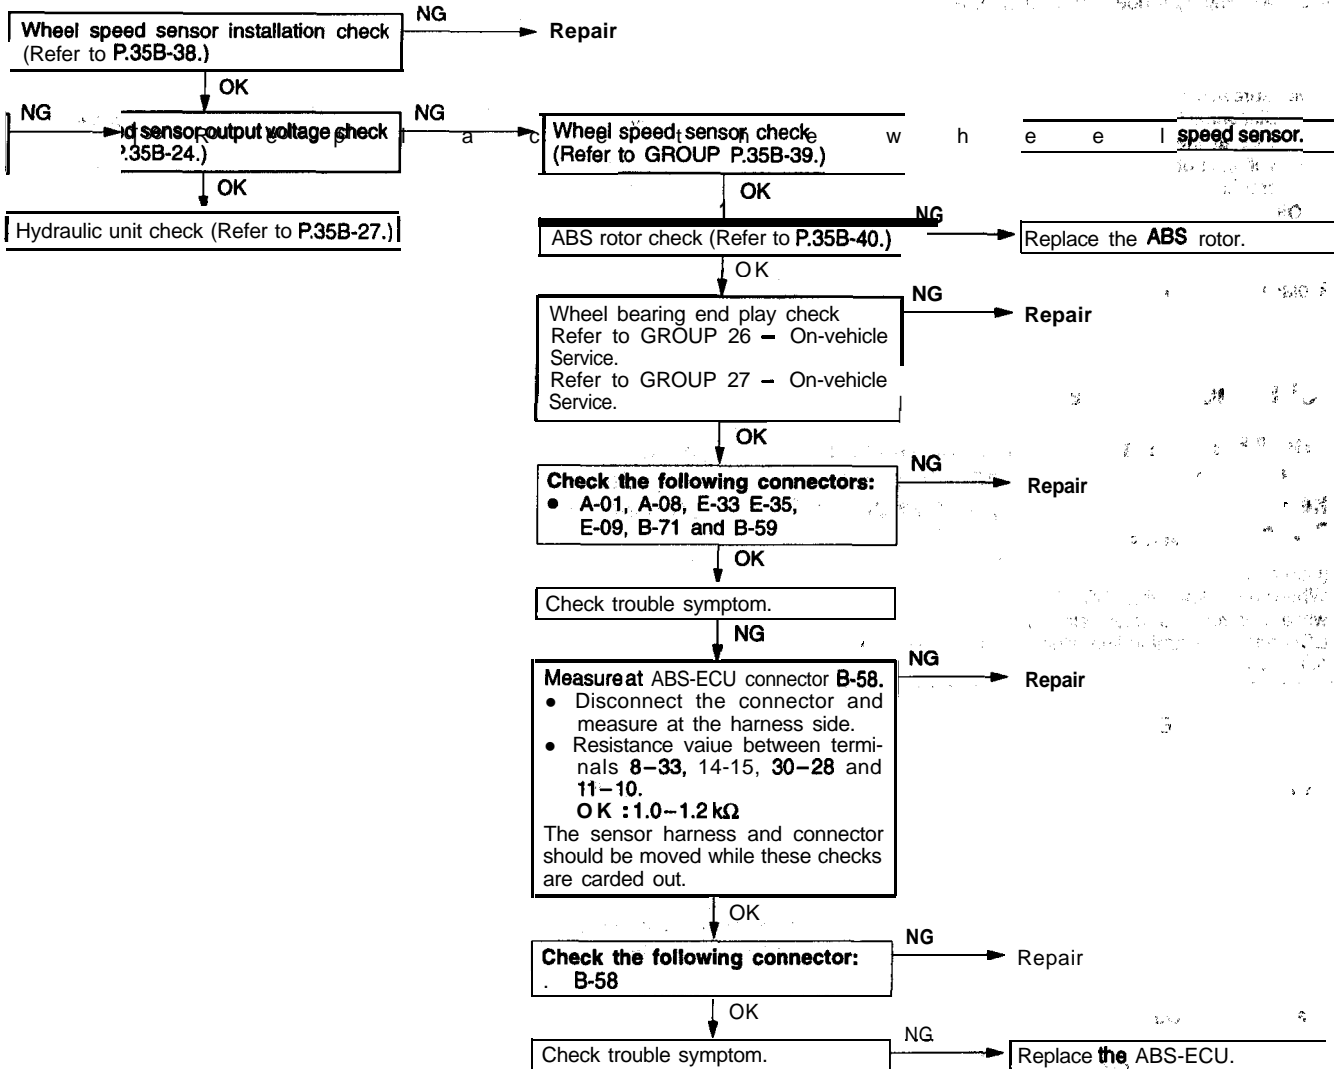 NG
Wheel speed sensor installation check
(Refer to P.35B-38.)
Repair
OK
NG
NG
d sensor output voltage check
P.35B-24.)
Wheel speed sensor check
(Refer to GROUP P.35B-39.)
Replace the wheel speed sensor.
OK
OK
Hydraulic unit check (Refer to P.35B-27.)
NG
ABS rotor check (Refer to P.35B-40.)
Replace the ABS rotor.
OK
NG
Wheel bearing end play check
Refer to GROUP 26 – On-vehicle
Service.
Refer to GROUP 27 – On-vehicle
Service.
Repair
OK
NG
Check the following connectors:
● A-01, A-08, E-33 E-35,
E-09, B-71 and B-59
Repair
OK
Check trouble symptom.
NG
NG
Measure at ABS-ECU connector B-58.
● Disconnect the connector and
measure at the harness side.
● Resistance vaiue between termi-
nals 8–33, 14-15, 30–28 and
11–10.
OK : 1.0–1.2 kΩ
The sensor harness and connector
should be moved while these checks
are carded out.
Repair
OK
NG
Check the following connector:
. B-58
Repair
OK
NG
Check trouble symptom.
Replace the ABS-ECU.